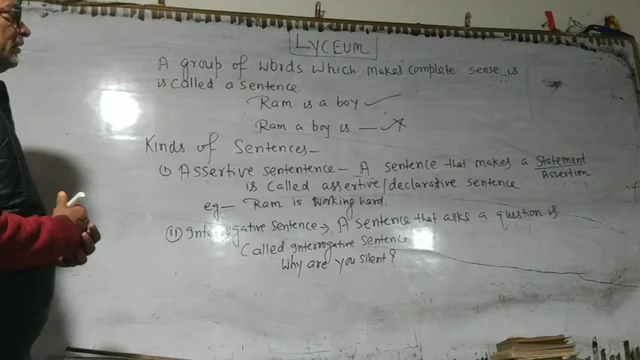 LYCEUM
A group of words which makes complete sense, is
is called a sentence.
Ram is a boy ✓
Ram a boy is — ✗
Kinds of Sentences–
(i) Assertive sentetence – A sentence that makes a Statement
Assertion
is called assertive/declarative sentence
eg– Ram is working hard.
(ii) Interrogative sentence → A sentence that asks a question is
called interrogative sentence
Why are you silent?